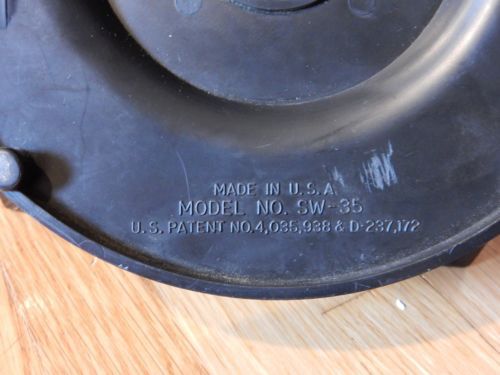 MADE IN U.S.A.
MODEL NO. SW-35
U.S. PATENT NO. 4,035,938 & D-237,172